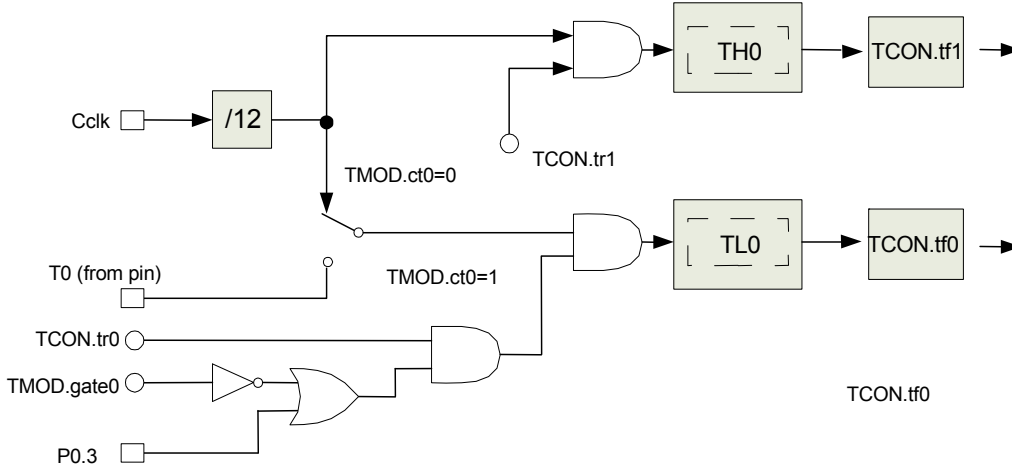 TH0
TCON.tf1
Cclk
/12
TCON.tr1
TMOD.ct0=0
TL0
TCON.tf0
T0 (from pin)
TMOD.ct0=1
TCON.tr0
TMOD.gate0
TCON.tf0
P0.3